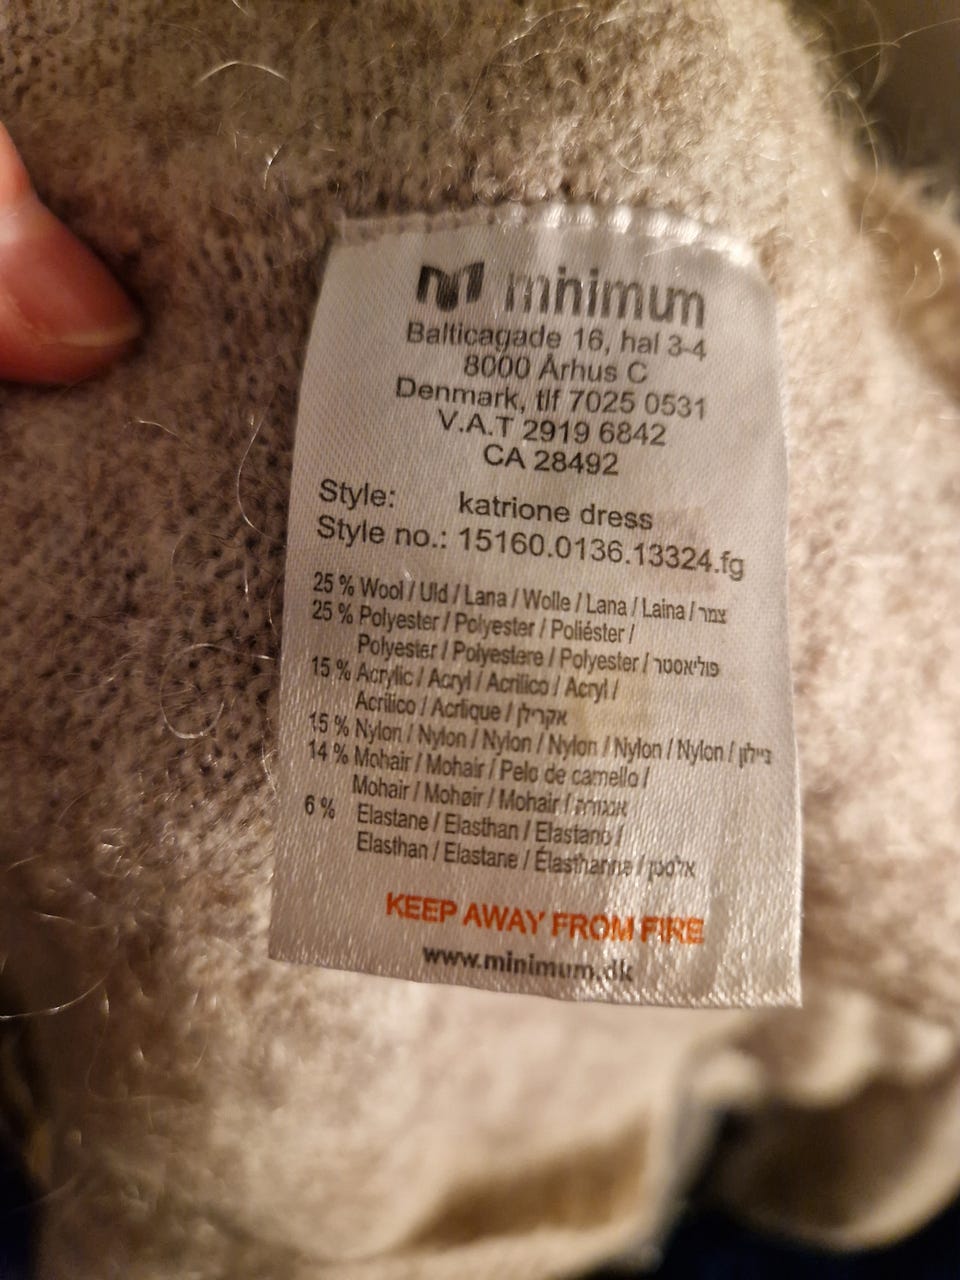 minimum
Balticagade 16, hal 3-4
8000 Århus C
Denmark, tlf 7025 0531
V.A.T 2919 6842
CA 28492
Style: katrione dress
Style no.: 15160.0136.13324.fg
25 % Wool / Uld / Lana / Wolle / Lana / Laina / צמר
25 % Polyester / Polyester / Poliéster /
Polyester / Polyestere / Polyester / פוליאסטר
15 % Acrylic / Acryl / Acrilico / Acryl /
Acrilico / Acrlique / אקרילן
15 % Nylon / Nylon / Nylon / Nylon / Nylon / Nylon / ניילון
14 % Mohair / Mohair / Pelo de camello /
Mohair / Mohair / Mohair /
6 % Elastane / Elasthan / Elastano /
Elasthan / Elastane / Élasthanne /
KEEP AWAY FROM FIRE
www.minimum.dk